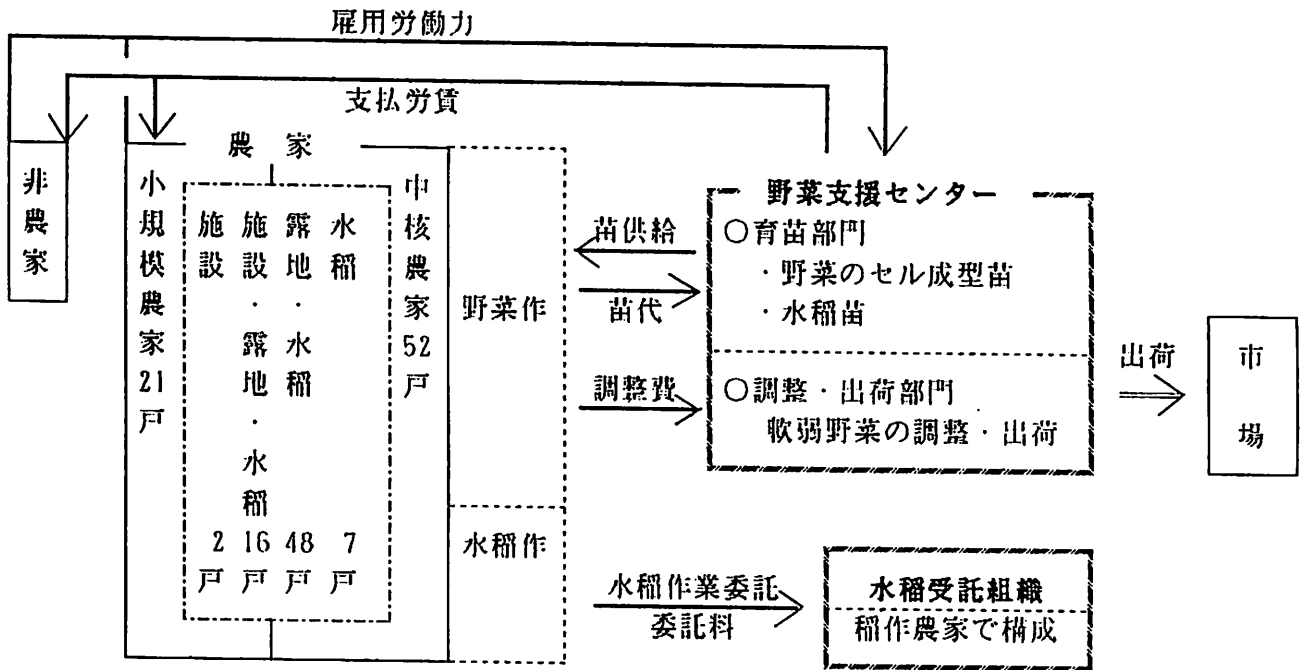 雇用労働力
支払労賃
非農家
農家
小規模農家21戸
施設 2戸
施設・露地・水稲 16戸
露地・水稲 48戸
水稲 7戸
中核農家52戸
野菜作
水稲作
苗供給
苗代
調整費
野菜支援センター
○育苗部門
・野菜のセル成型苗
・水稲苗
○調整・出荷部門
軟弱野菜の調整・出荷
出荷
市場
水稲作業委託
委託料
水稲受託組織
稲作農家で構成